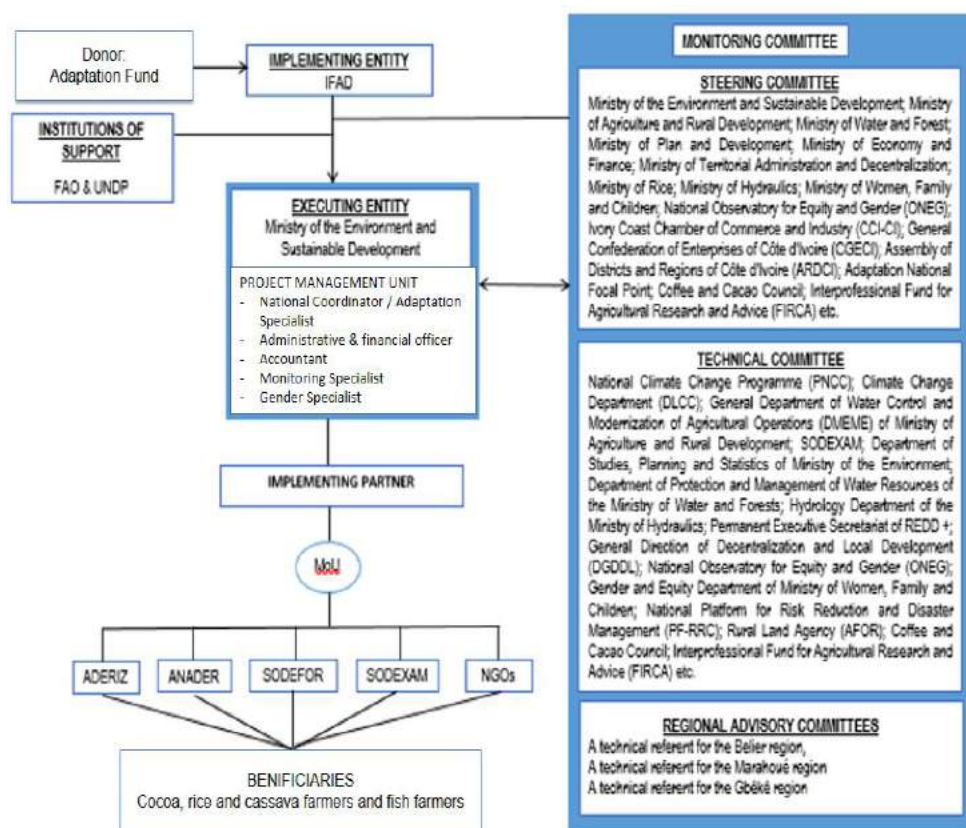 Donor:
Adaptation Fund
IMPLEMENTING ENTITY
IFAD
INSTITUTIONS OF
SUPPORT
FAO & UNDP
EXECUTING ENTITY
Ministry of the Environment and
Sustainable Development
PROJECT MANAGEMENT UNIT
- National Coordinator / Adaptation
Specialist
- Administrative & financial officer
- Accountant
- Monitoring Specialist
- Gender Specialist
IMPLEMENTING PARTNER
MoU
ADERIZ
ANADER
SODEFOR
SODEXAM
NGOs
BENIFICIARIES
Cocoa, rice and cassava farmers and fish farmers
MONITORING COMMITTEE
STEERING COMMITTEE
Ministry of the Environment and Sustainable Development; Ministry
of Agriculture and Rural Development; Ministry of Water and Forest;
Ministry of Plan and Development; Ministry of Economy and
Finance; Ministry of Territorial Administration and Decentralization;
Ministry of Rice; Ministry of Hydraulics; Ministry of Women, Family
and Children; National Observatory for Equity and Gender (ONEG);
Ivory Coast Chamber of Commerce and Industry (CCI-CI); General
Confederation of Enterprises of Côte d'Ivoire (CGECI); Assembly of
Districts and Regions of Côte d'Ivoire (ARDCI); Adaptation National
Focal Point; Coffee and Cacao Council; Interprofessional Fund for
Agricultural Research and Advice (FIRCA) etc.
TECHNICAL COMMITTEE
National Climate Change Programme (PNCC); Climate Change
Department (DLCC); General Department of Water Control and
Modernization of Agricultural Operations (DMEME) of Ministry of
Agriculture and Rural Development; SODEXAM; Department of
Studies, Planning and Statistics of Ministry of the Environment;
Department of Protection and Management of Water Resources of
the Ministry of Water and Forests; Hydrology Department of the
Ministry of Hydraulics; Permanent Executive Secretariat of REDD +;
General Direction of Decentralization and Local Development
(DGDDL); National Observatory for Equity and Gender (ONEG);
Gender and Equity Department of Ministry of Women, Family and
Children; National Platform for Risk Reduction and Disaster
Management (PF-RRC); Rural Land Agency (AFOR); Coffee and
Cacao Council; Interprofessional Fund for Agricultural Research and
Advice (FIRCA) etc.
REGIONAL ADVISORY COMMITTEES
A technical referent for the Belier region,
A technical referent for the Marahoué region
A technical referent for the Gbêkê region